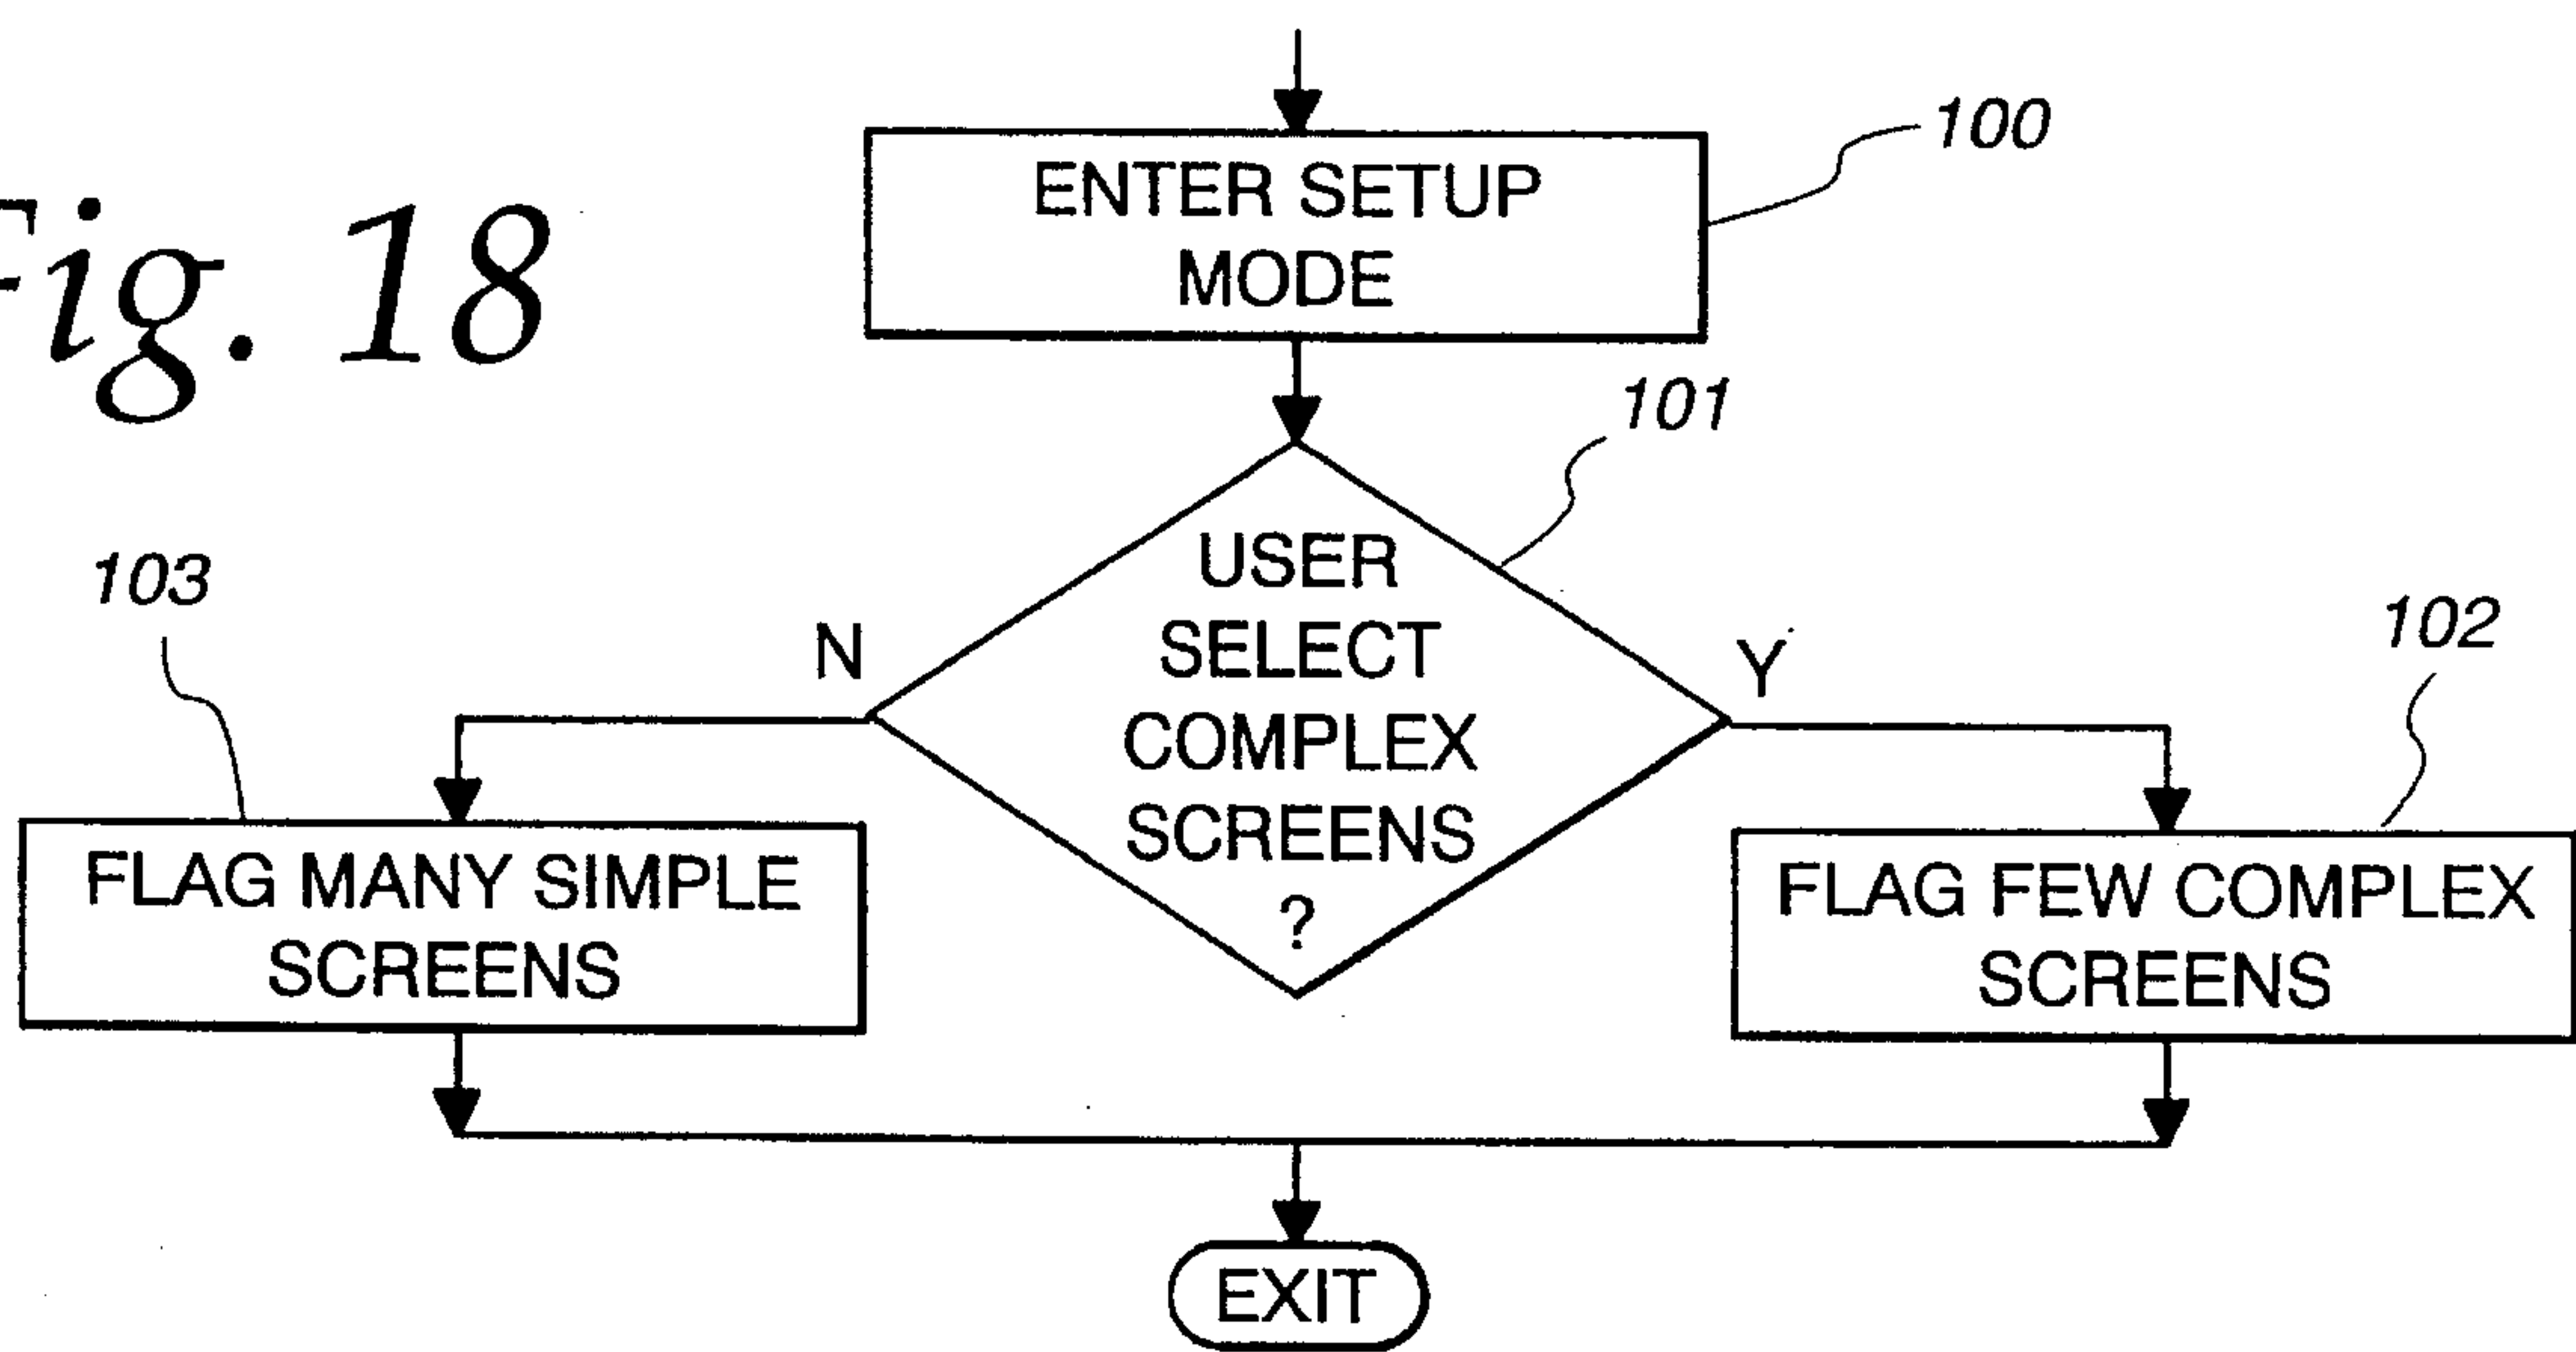 Fig. 18
100
ENTER SETUP
MODE
101
USER
SELECT
COMPLEX
SCREENS
?
N
Y
103
102
FLAG MANY SIMPLE
SCREENS
FLAG FEW COMPLEX
SCREENS
EXIT